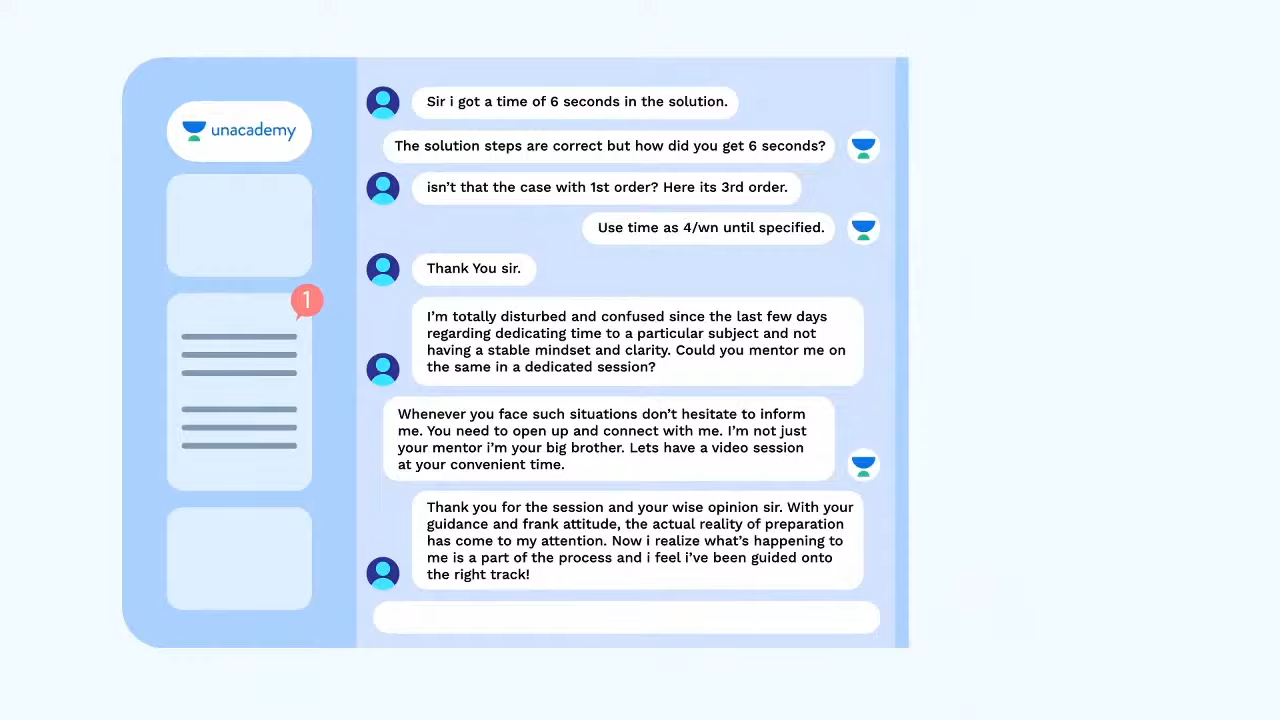 unacademy
1
Sir i got a time of 6 seconds in the solution.
The solution steps are correct but how did you get 6 seconds?
isn't that the case with 1st order? Here its 3rd order.
Use time as 4/wn until specified.
Thank You sir.
I'm totally disturbed and confused since the last few days
regarding dedicating time to a particular subject and not
having a stable mindset and clarity. Could you mentor me on
the same in a dedicated session?
Whenever you face such situations don't hesitate to inform
me. You need to open up and connect with me. I'm not just
your mentor i'm your big brother. Lets have a video session
at your convenient time.
Thank you for the session and your wise opinion sir. With your
guidance and frank attitude, the actual reality of preparation
has come to my attention. Now i realize what's happening to
me is a part of the process and i feel i've been guided onto
the right track!